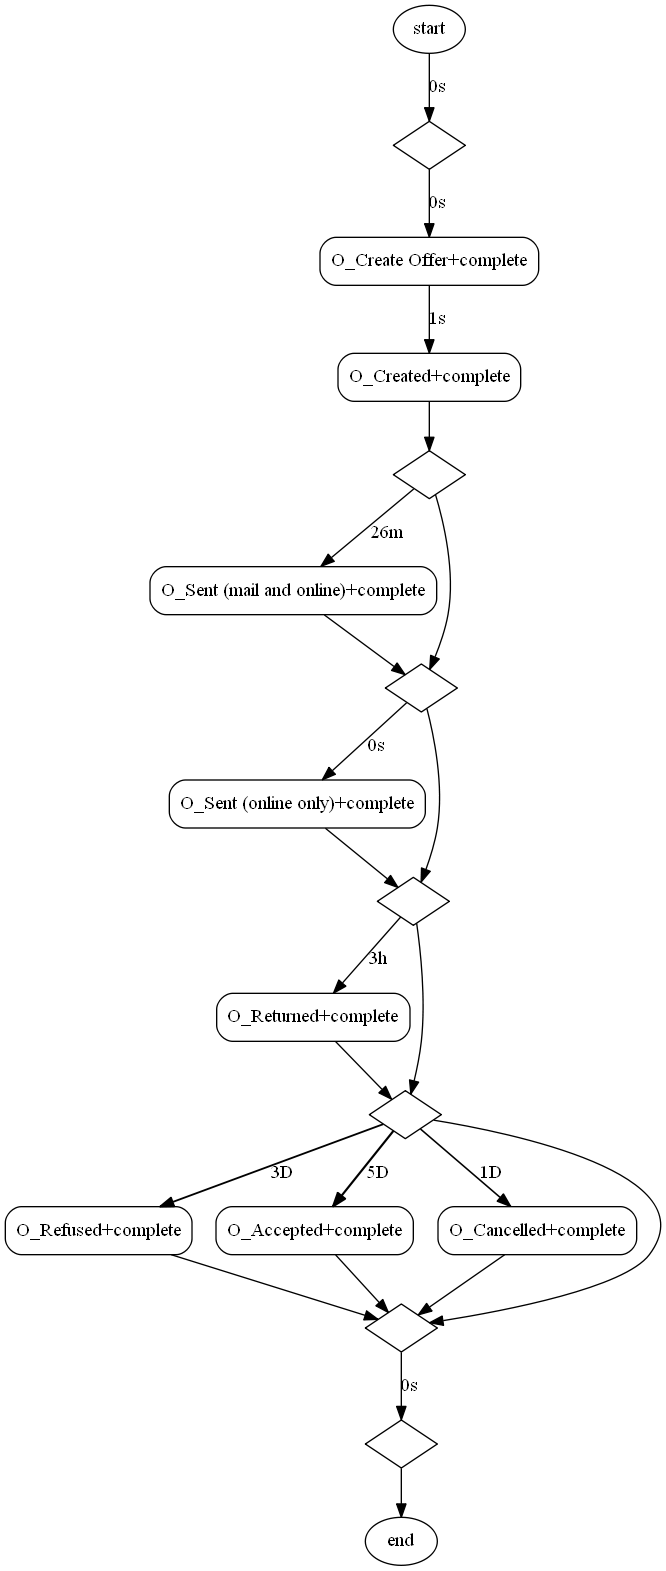 start
0s
0s
O_Create Offer+complete
1s
O_Created+complete
26m
O_Sent (mail and online)+complete
0s
O_Sent (online only)+complete
3h
O_Returned+complete
3D
5D
1D
O_Refused+complete
O_Accepted+complete
O_Cancelled+complete
0s
end